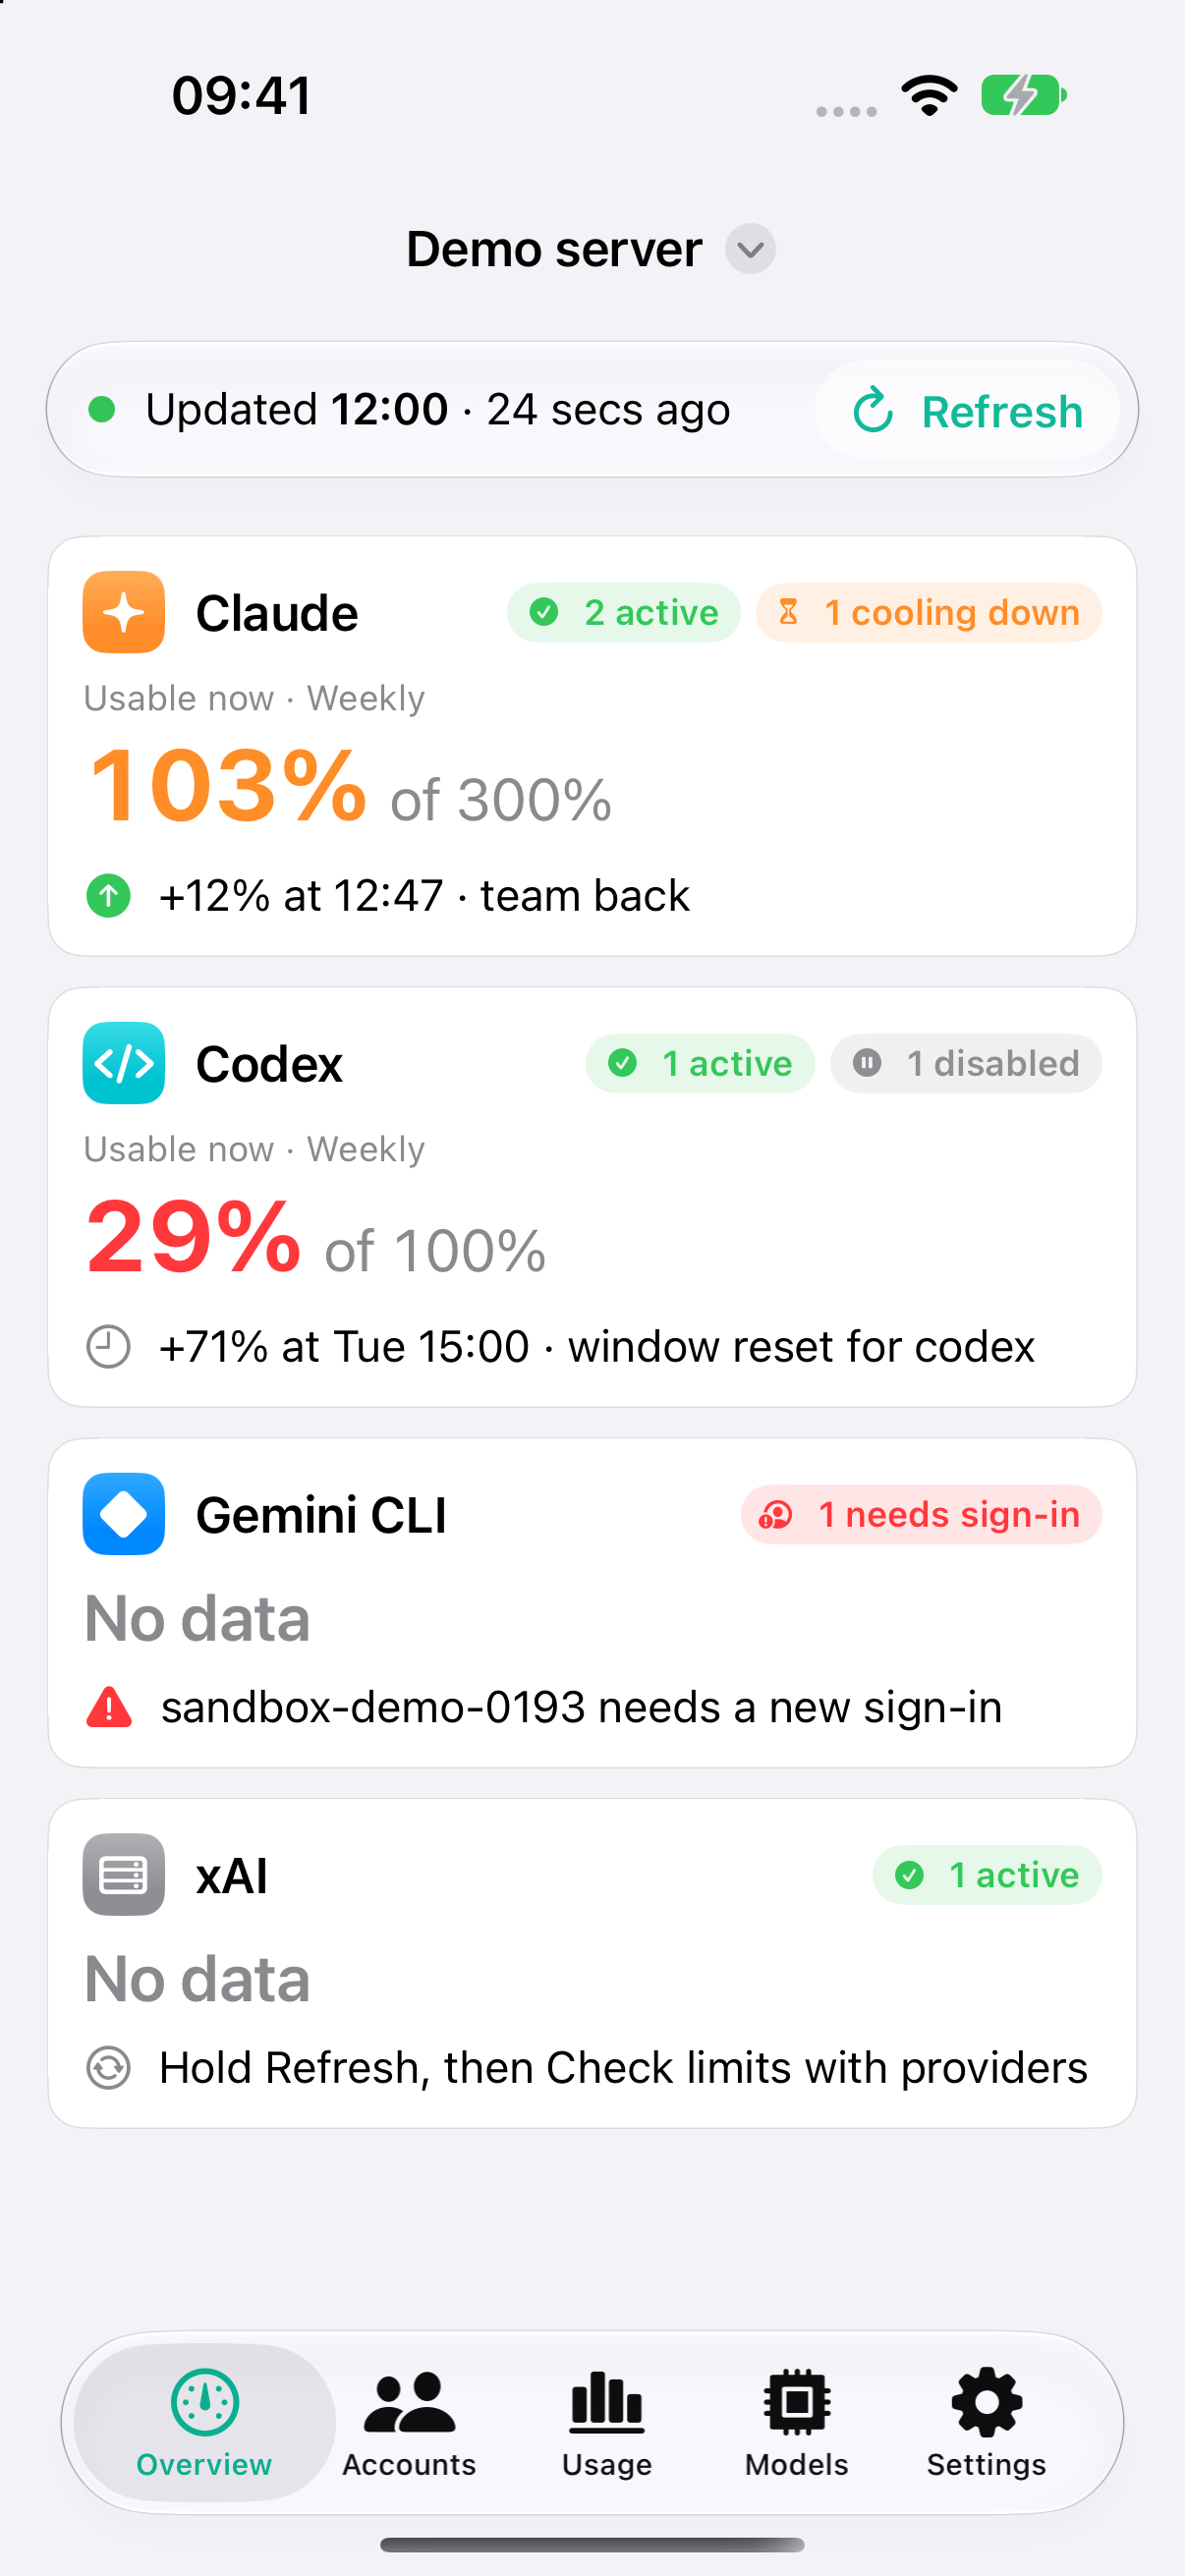 09:41
Demo server
Updated 12:00 · 24 secs ago
Refresh
Claude
2 active
1 cooling down
Usable now · Weekly
103% of 300%
+12% at 12:47 · team back
Codex
1 active
1 disabled
Usable now · Weekly
29% of 100%
+71% at Tue 15:00 · window reset for codex
Gemini CLI
1 needs sign-in
No data
sandbox-demo-0193 needs a new sign-in
xAI
1 active
No data
Hold Refresh, then Check limits with providers
Overview
Accounts
Usage
Models
Settings